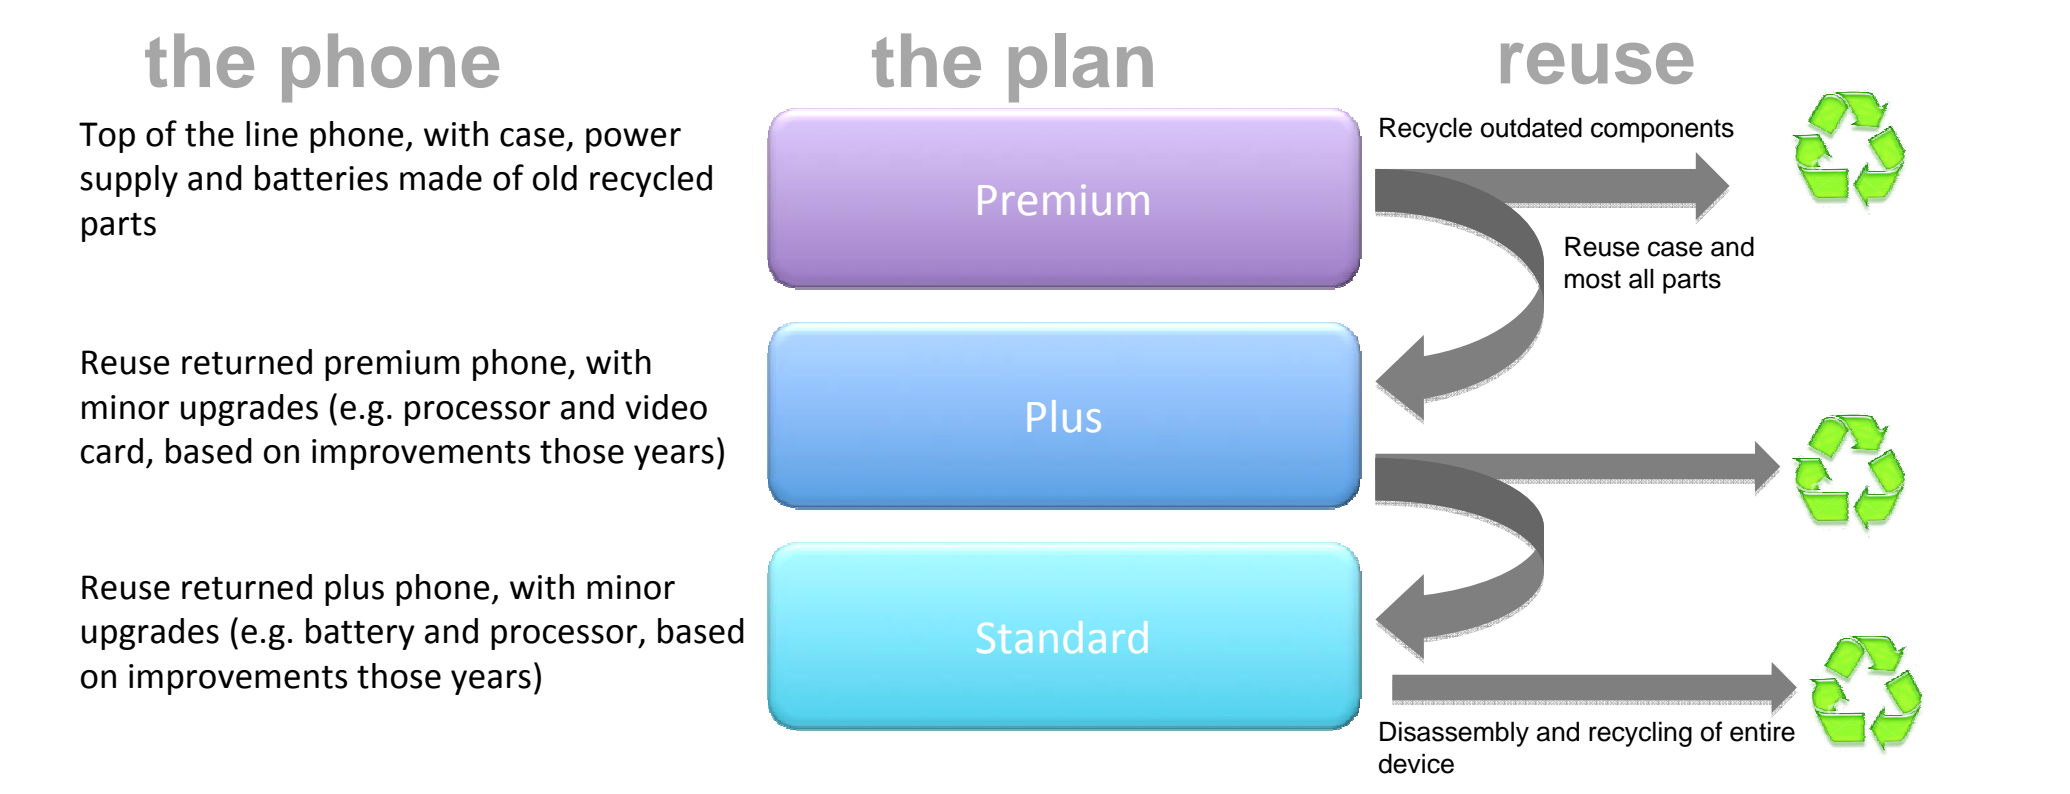 the phone
the plan
reuse
Top of the line phone, with case, power
supply and batteries made of old recycled
parts
Premium
Recycle outdated components
Reuse case and
most all parts
Reuse returned premium phone, with
minor upgrades (e.g. processor and video
card, based on improvements those years)
Plus
Reuse returned plus phone, with minor
upgrades (e.g. battery and processor, based
on improvements those years)
Standard
Disassembly and recycling of entire
device